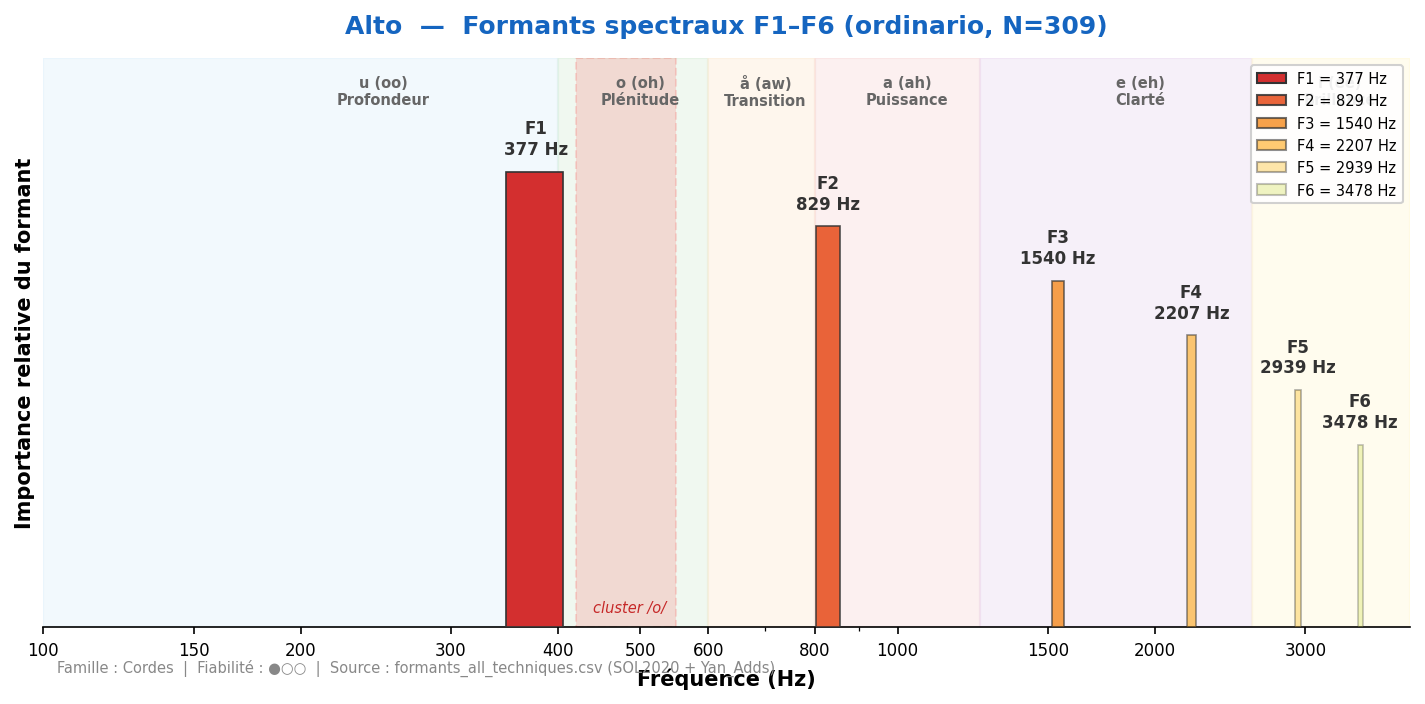 Alto — Formants spectraux F1–F6 (ordinario, N=309)
u (oo)
Profondeur
o (oh)
Plénitude
å (aw)
Transition
a (ah)
Puissance
e (eh)
Clarté
F1 = 377 Hz
F2 = 829 Hz
F3 = 1540 Hz
F4 = 2207 Hz
F5 = 2939 Hz
F6 = 3478 Hz
F1
377 Hz
F2
829 Hz
F3
1540 Hz
F4
2207 Hz
F5
2939 Hz
F6
3478 Hz
Importance relative du formant
cluster /o/
100 150 200 300 400 500 600 800 1000 1500 2000 3000
Famille : Cordes | Fiabilité : ●○○ | Source : formants_all_techniques.csv (SOL2020 + Yan_Adds)
Fréquence (Hz)